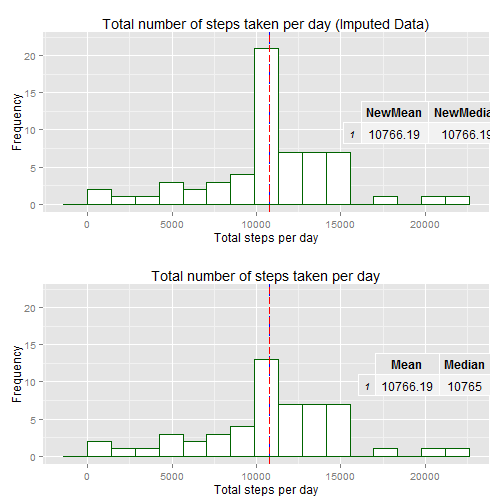 Total number of steps taken per day (Imputed Data)
20
15
10
5
0
Frequency
NewMean NewMedia
1 10766.19 10766.19
0 5000 10000 15000 20000
Total steps per day
Total number of steps taken per day
20
15
10
5
0
Frequency
Mean Median
1 10766.19 10765
0 5000 10000 15000 20000
Total steps per day